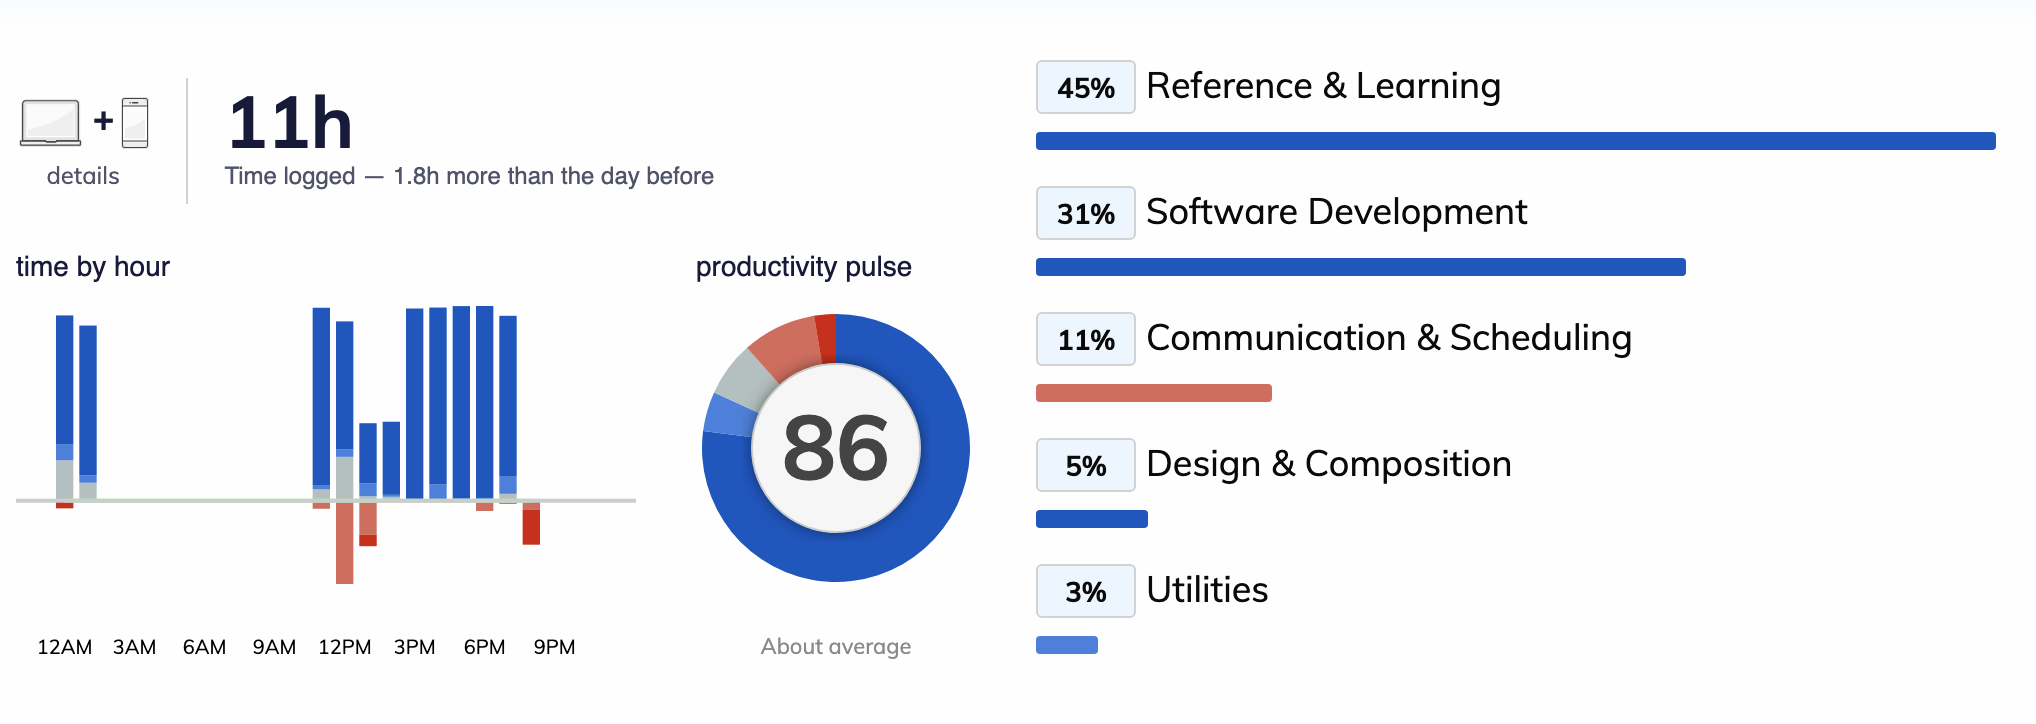 +
details
11h
Time logged — 1.8h more than the day before
time by hour
12AM 3AM 6AM 9AM 12PM 3PM 6PM 9PM
productivity pulse
86
About average
45% Reference & Learning
31% Software Development
11% Communication & Scheduling
5% Design & Composition
3% Utilities